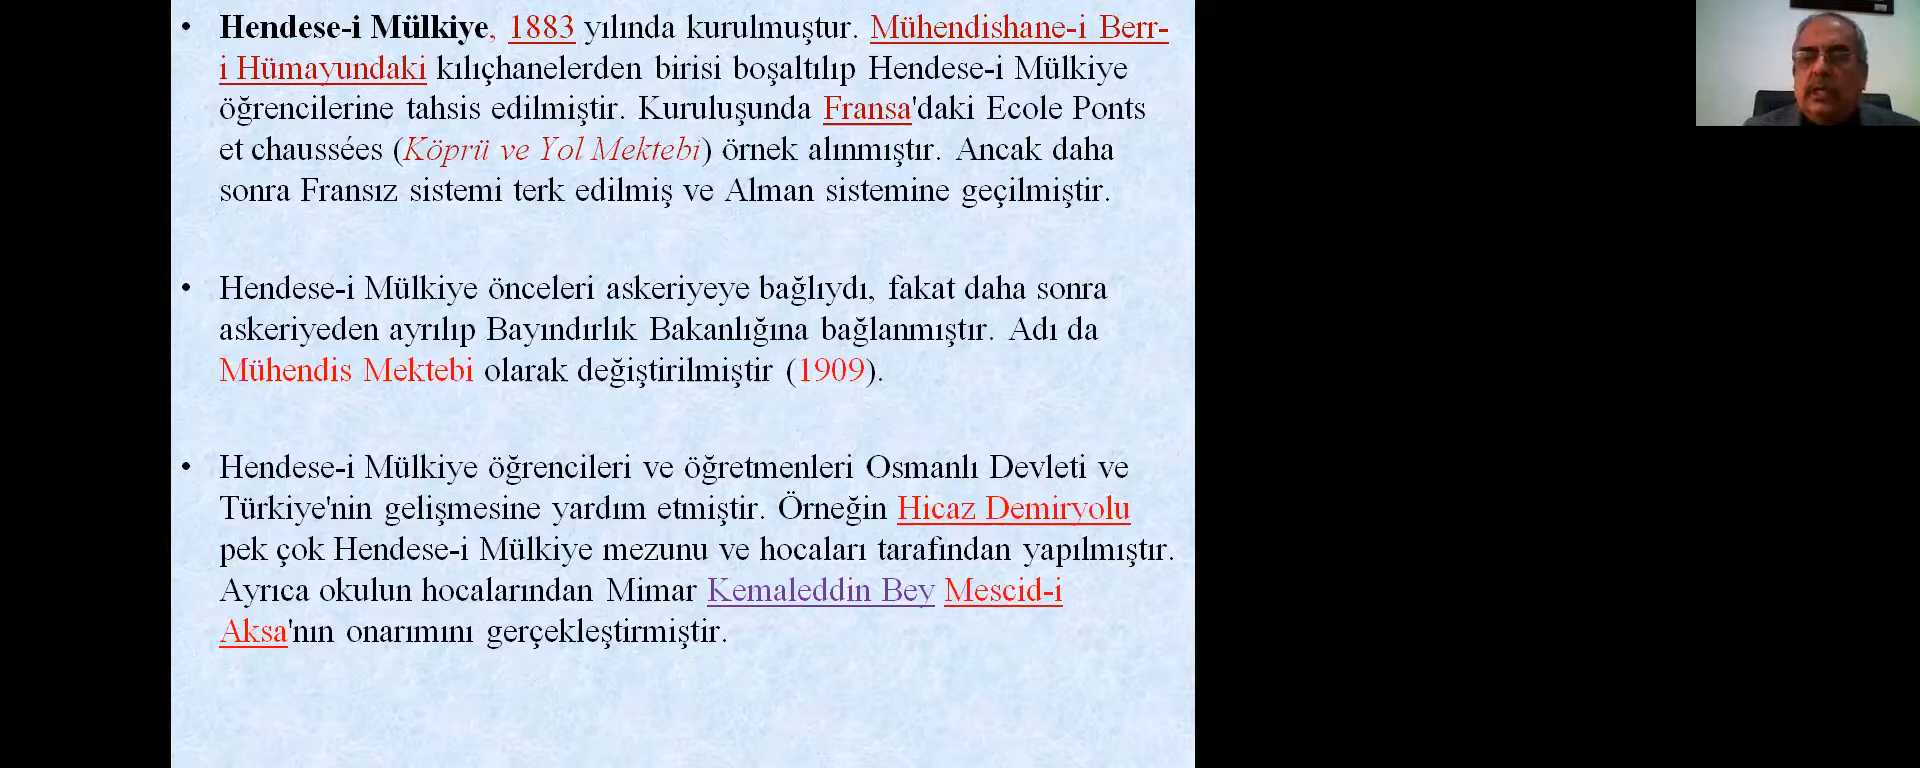 • Hendese-i Mülkiye, 1883 yılında kurulmuştur. Mühendishane-i Berr-
i Hümayundaki kılıçhanelerden birisi boşaltılıp Hendese-i Mülkiye
öğrencilerine tahsis edilmiştir. Kuruluşunda Fransa'daki Ecole Ponts
et chaussées (Köprü ve Yol Mektebi) örnek alınmıştır. Ancak daha
sonra Fransız sistemi terk edilmiş ve Alman sistemine geçilmiştir.
• Hendese-i Mülkiye önceleri askeriyeye bağlıydı, fakat daha sonra
askeriyeden ayrılıp Bayındırlık Bakanlığına bağlanmıştır. Adı da
Mühendis Mektebi olarak değiştirilmiştir (1909).
• Hendese-i Mülkiye öğrencileri ve öğretmenleri Osmanlı Devleti ve
Türkiye'nin gelişmesine yardım etmiştir. Örneğin Hicaz Demiryolu
pek çok Hendese-i Mülkiye mezunu ve hocaları tarafından yapılmıştır.
Ayrıca okulun hocalarından Mimar Kemaleddin Bey Mescid-i
Aksa'nın onarımını gerçekleştirmiştir.